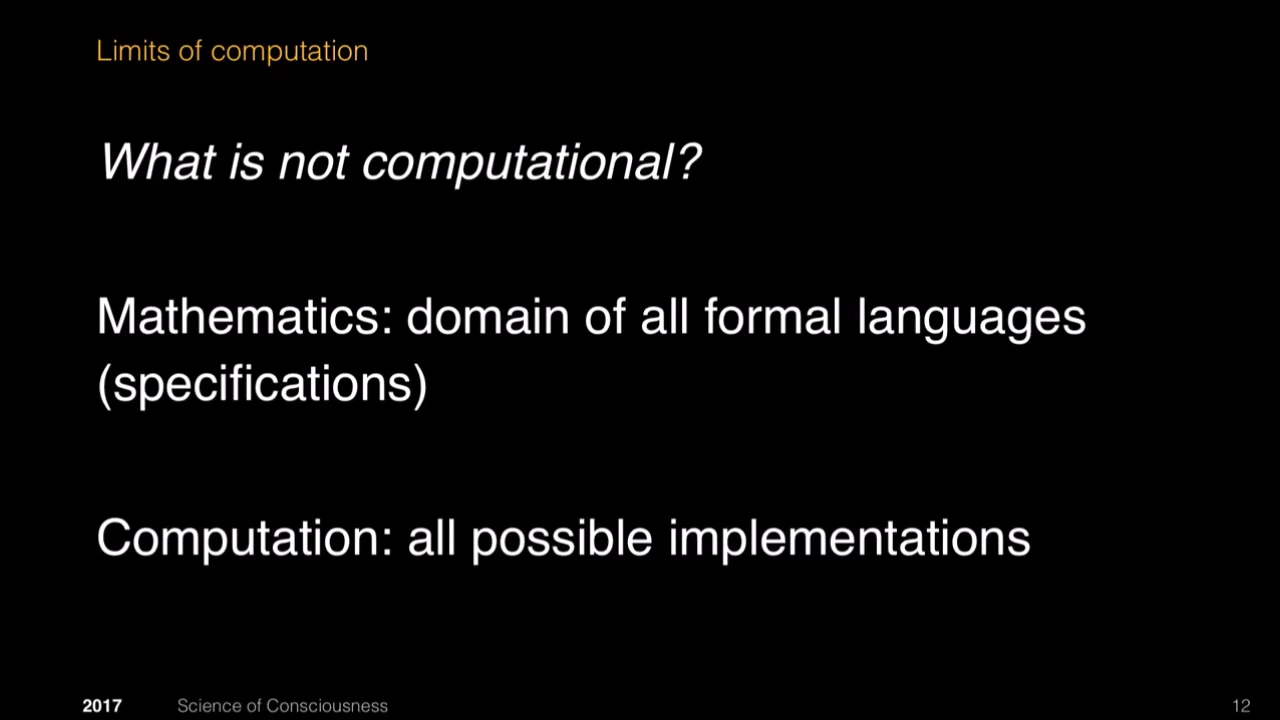 Limits of computation
What is not computational?
Mathematics: domain of all formal languages
(specifications)
Computation: all possible implementations
2017 Science of Consciousness 12